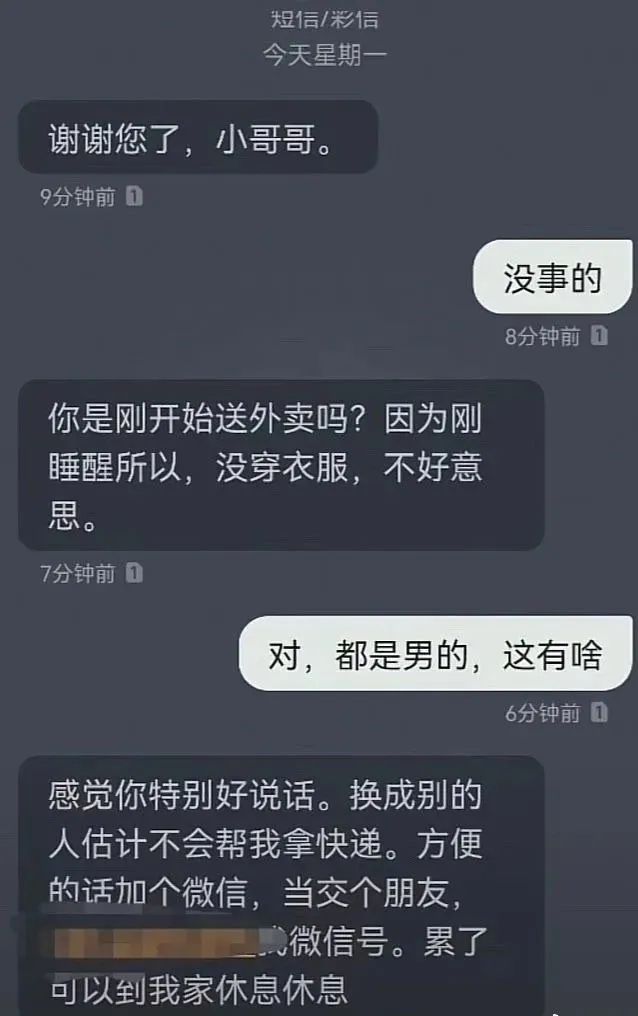 短信/彩信
今天星期一
谢谢您了，小哥哥。
9分钟前 1
没事的
8分钟前 1
你是刚开始送外卖吗？因为刚
睡醒所以，没穿衣服，不好意
思。
7分钟前 1
对，都是男的，这有啥
6分钟前 1
感觉你特别好说话。换成别的
人估计不会帮我拿快递。方便
的话加个微信，当交个朋友，
微信号。累了
可以到我家休息休息